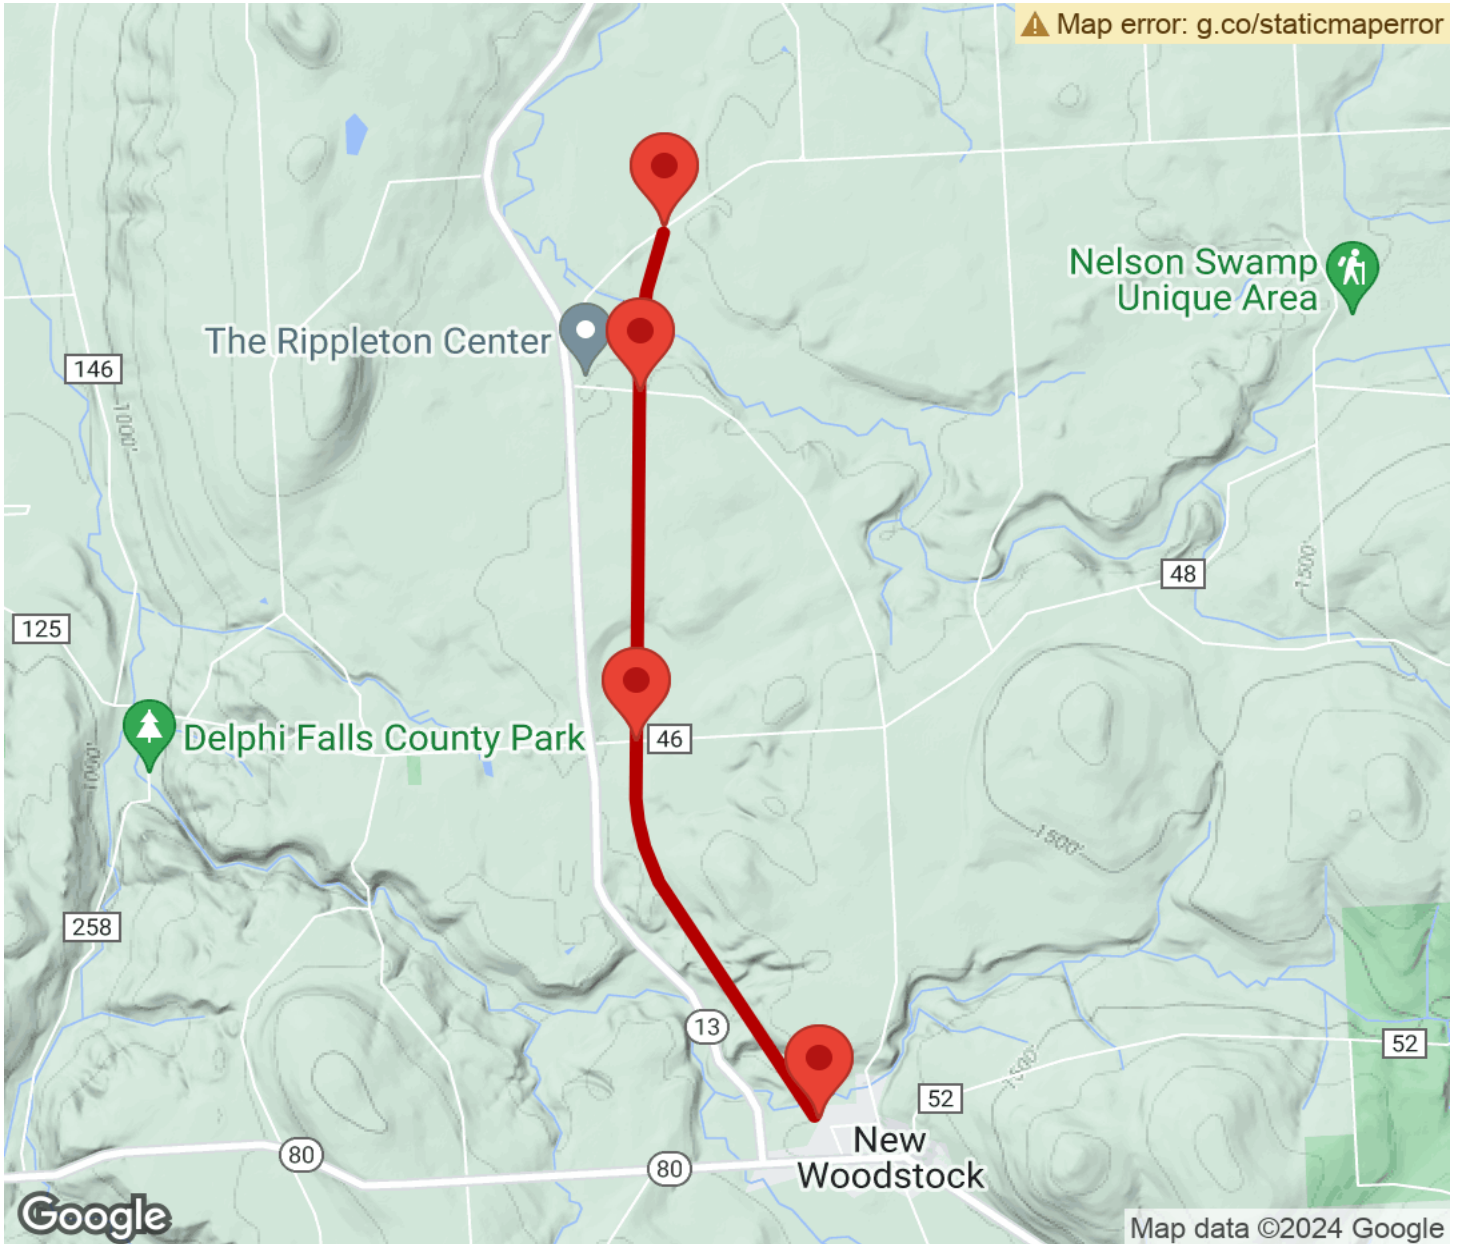 Map error: g.co/staticmaperror
Nelson Swamp
Unique Area
The Rippleton Center
146
1000'
48
1500'
125
Delphi Falls County Park
46
1000'
1500'
258
13
52
1500'
52
New
Woodstock
80
80
Google
Map data ©2024 Google